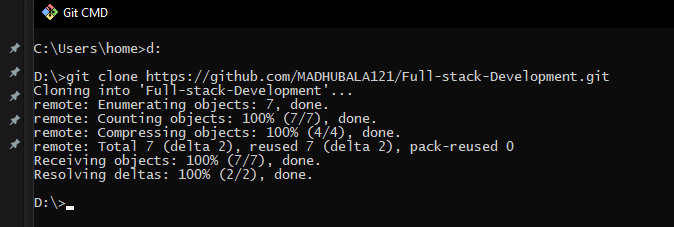 Git CMD
C:\Users\home>d:
D:\>git clone https://github.com/MADHUBALA121/Full-stack-Development.git
Cloning into 'Full-stack-Development'...
remote: Enumerating objects: 7, done.
remote: Counting objects: 100% (7/7), done.
remote: Compressing objects: 100% (4/4), done.
remote: Total 7 (delta 2), reused 7 (delta 2), pack-reused 0
Receiving objects: 100% (7/7), done.
Resolving deltas: 100% (2/2), done.
D:\>